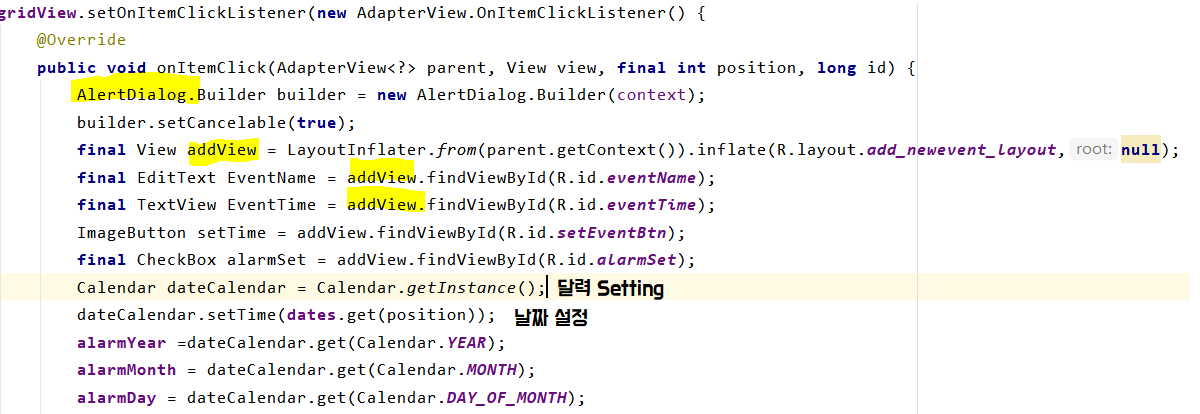 gridView.setOnItemClickListener(new AdapterView.OnItemClickListener() {
@Override
public void onItemClick(AdapterView<?> parent, View view, final int position, long id) {
AlertDialog.Builder builder = new AlertDialog.Builder(context);
builder.setCancelable(true);
final View addView = LayoutInflater.from(parent.getContext()).inflate(R.layout.add_newevent_layout, root: null);
final EditText EventName = addView.findViewById(R.id.eventName);
final TextView EventTime = addView.findViewById(R.id.eventTime);
ImageButton setTime = addView.findViewById(R.id.setEventBtn);
final CheckBox alarmSet = addView.findViewById(R.id.alarmSet);
Calendar dateCalendar = Calendar.getInstance(); 달력 Setting
dateCalendar.setTime(dates.get(position)); 날짜 설정
alarmYear =dateCalendar.get(Calendar.YEAR);
alarmMonth = dateCalendar.get(Calendar.MONTH);
alarmDay = dateCalendar.get(Calendar.DAY_OF_MONTH);